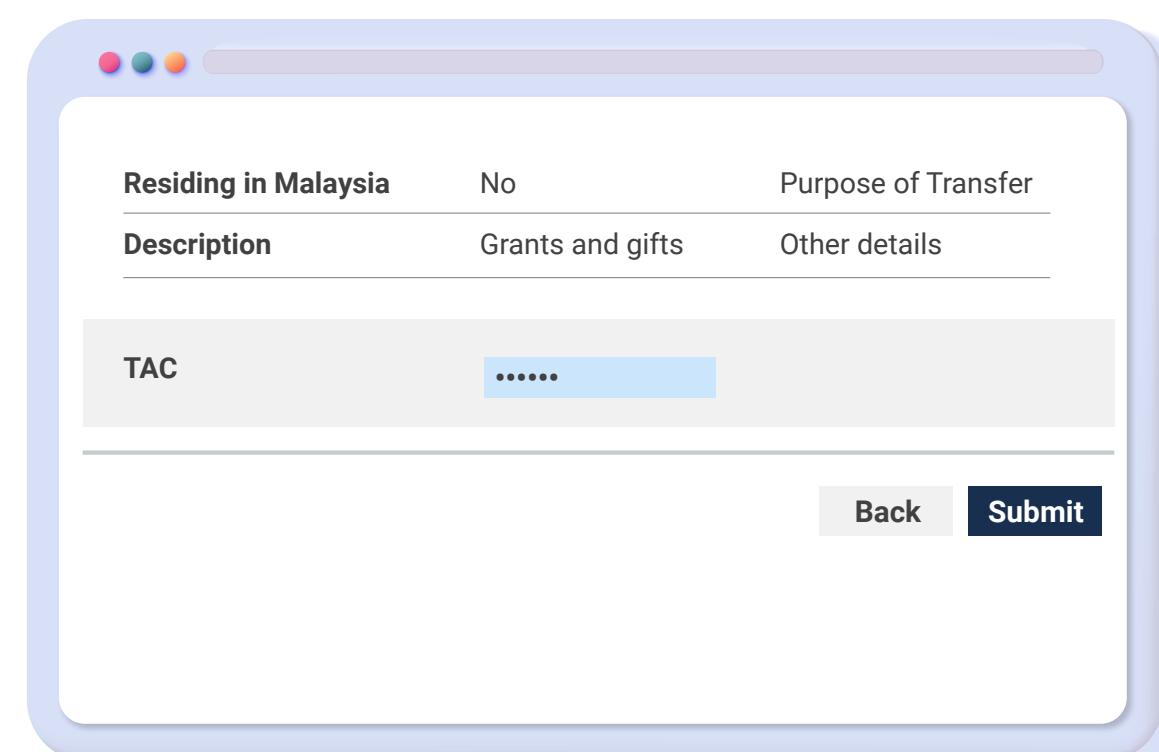 Residing in Malaysia No Purpose of Transfer
Description Grants and gifts Other details
TAC ••••••
Back Submit